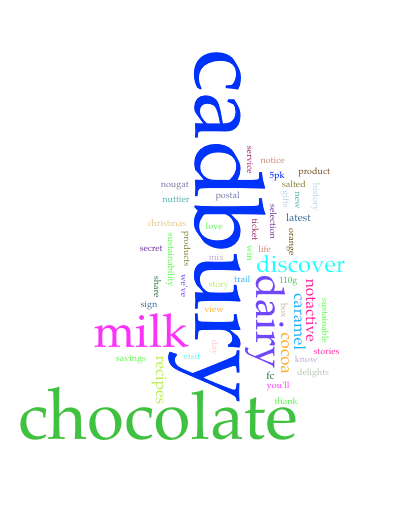 cadbury
service
notice
product
5pk
nougat
salted
history
gifts
new
postal
nuttier
selection
latest
christmas
love
ticket
orange
secret
sustainability
products
win
life
mix
discover
share
we've
story
trail
110g
dairy
notactive
caramel
sustainable
sign
view
box
milk
cocoa
day
stories
savings
recipes
visit
know
fc
delights
you'll
thank
chocolate